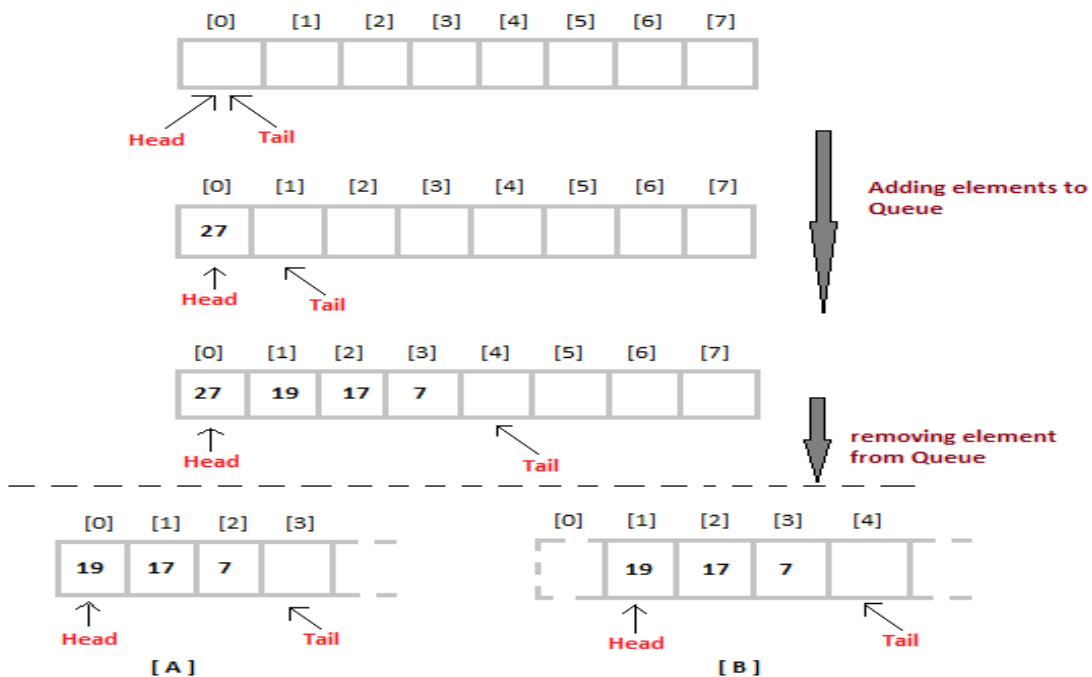 [0] [1] [2] [3] [4] [5] [6] [7]
Head Tail
[0] [1] [2] [3] [4] [5] [6] [7]
27
Head Tail
Adding elements to
Queue
[0] [1] [2] [3] [4] [5] [6] [7]
27 19 17 7
Head Tail
removing element
from Queue
[0] [1] [2] [3]
19 17 7
Head Tail
[ A ]
[0] [1] [2] [3] [4]
19 17 7
Head Tail
[ B ]